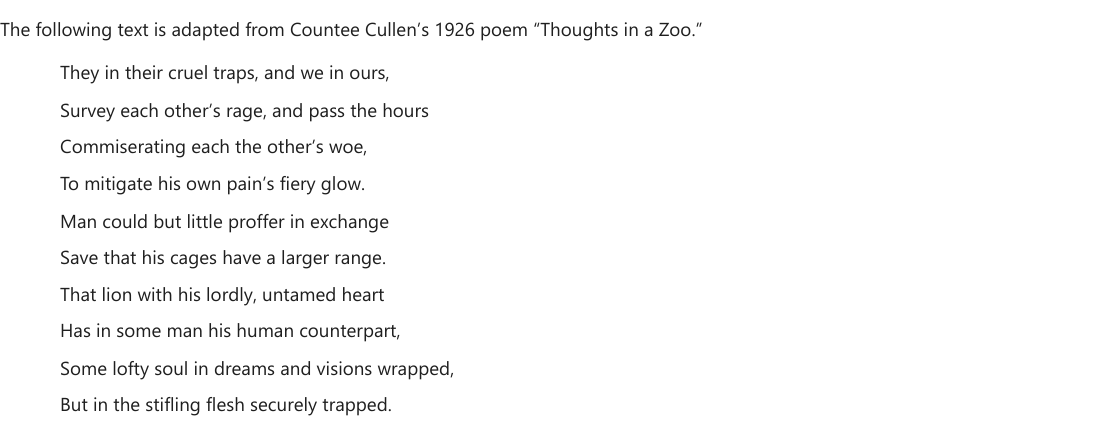 The following text is adapted from Countee Cullen’s 1926 poem “Thoughts in a Zoo.”
They in their cruel traps, and we in ours,
Survey each other’s rage, and pass the hours
Commiserating each the other’s woe,
To mitigate his own pain’s fiery glow.
Man could but little proffer in exchange
Save that his cages have a larger range.
That lion with his lordly, untamed heart
Has in some man his human counterpart,
Some lofty soul in dreams and visions wrapped,
But in the stifling flesh securely trapped.